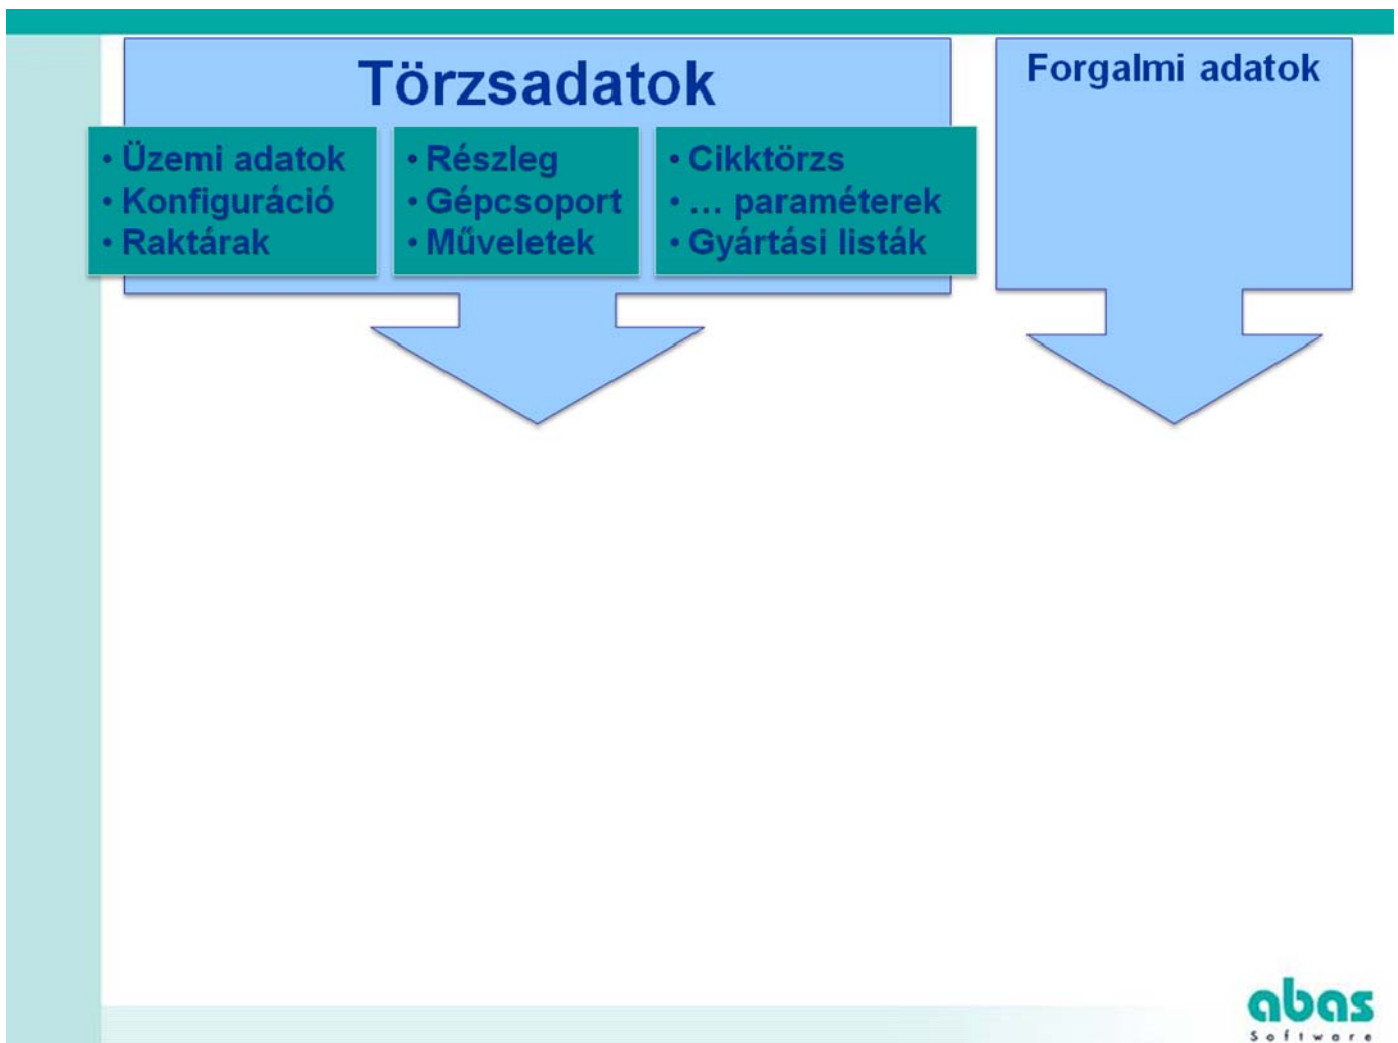 Törzsadatok
• Üzemi adatok
• Konfiguráció
• Raktárak
• Részleg
• Gépcsoport
• Műveletek
• Cikktörzs
• ... paraméterek
• Gyártási listák
Forgalmi adatok
abas
Software